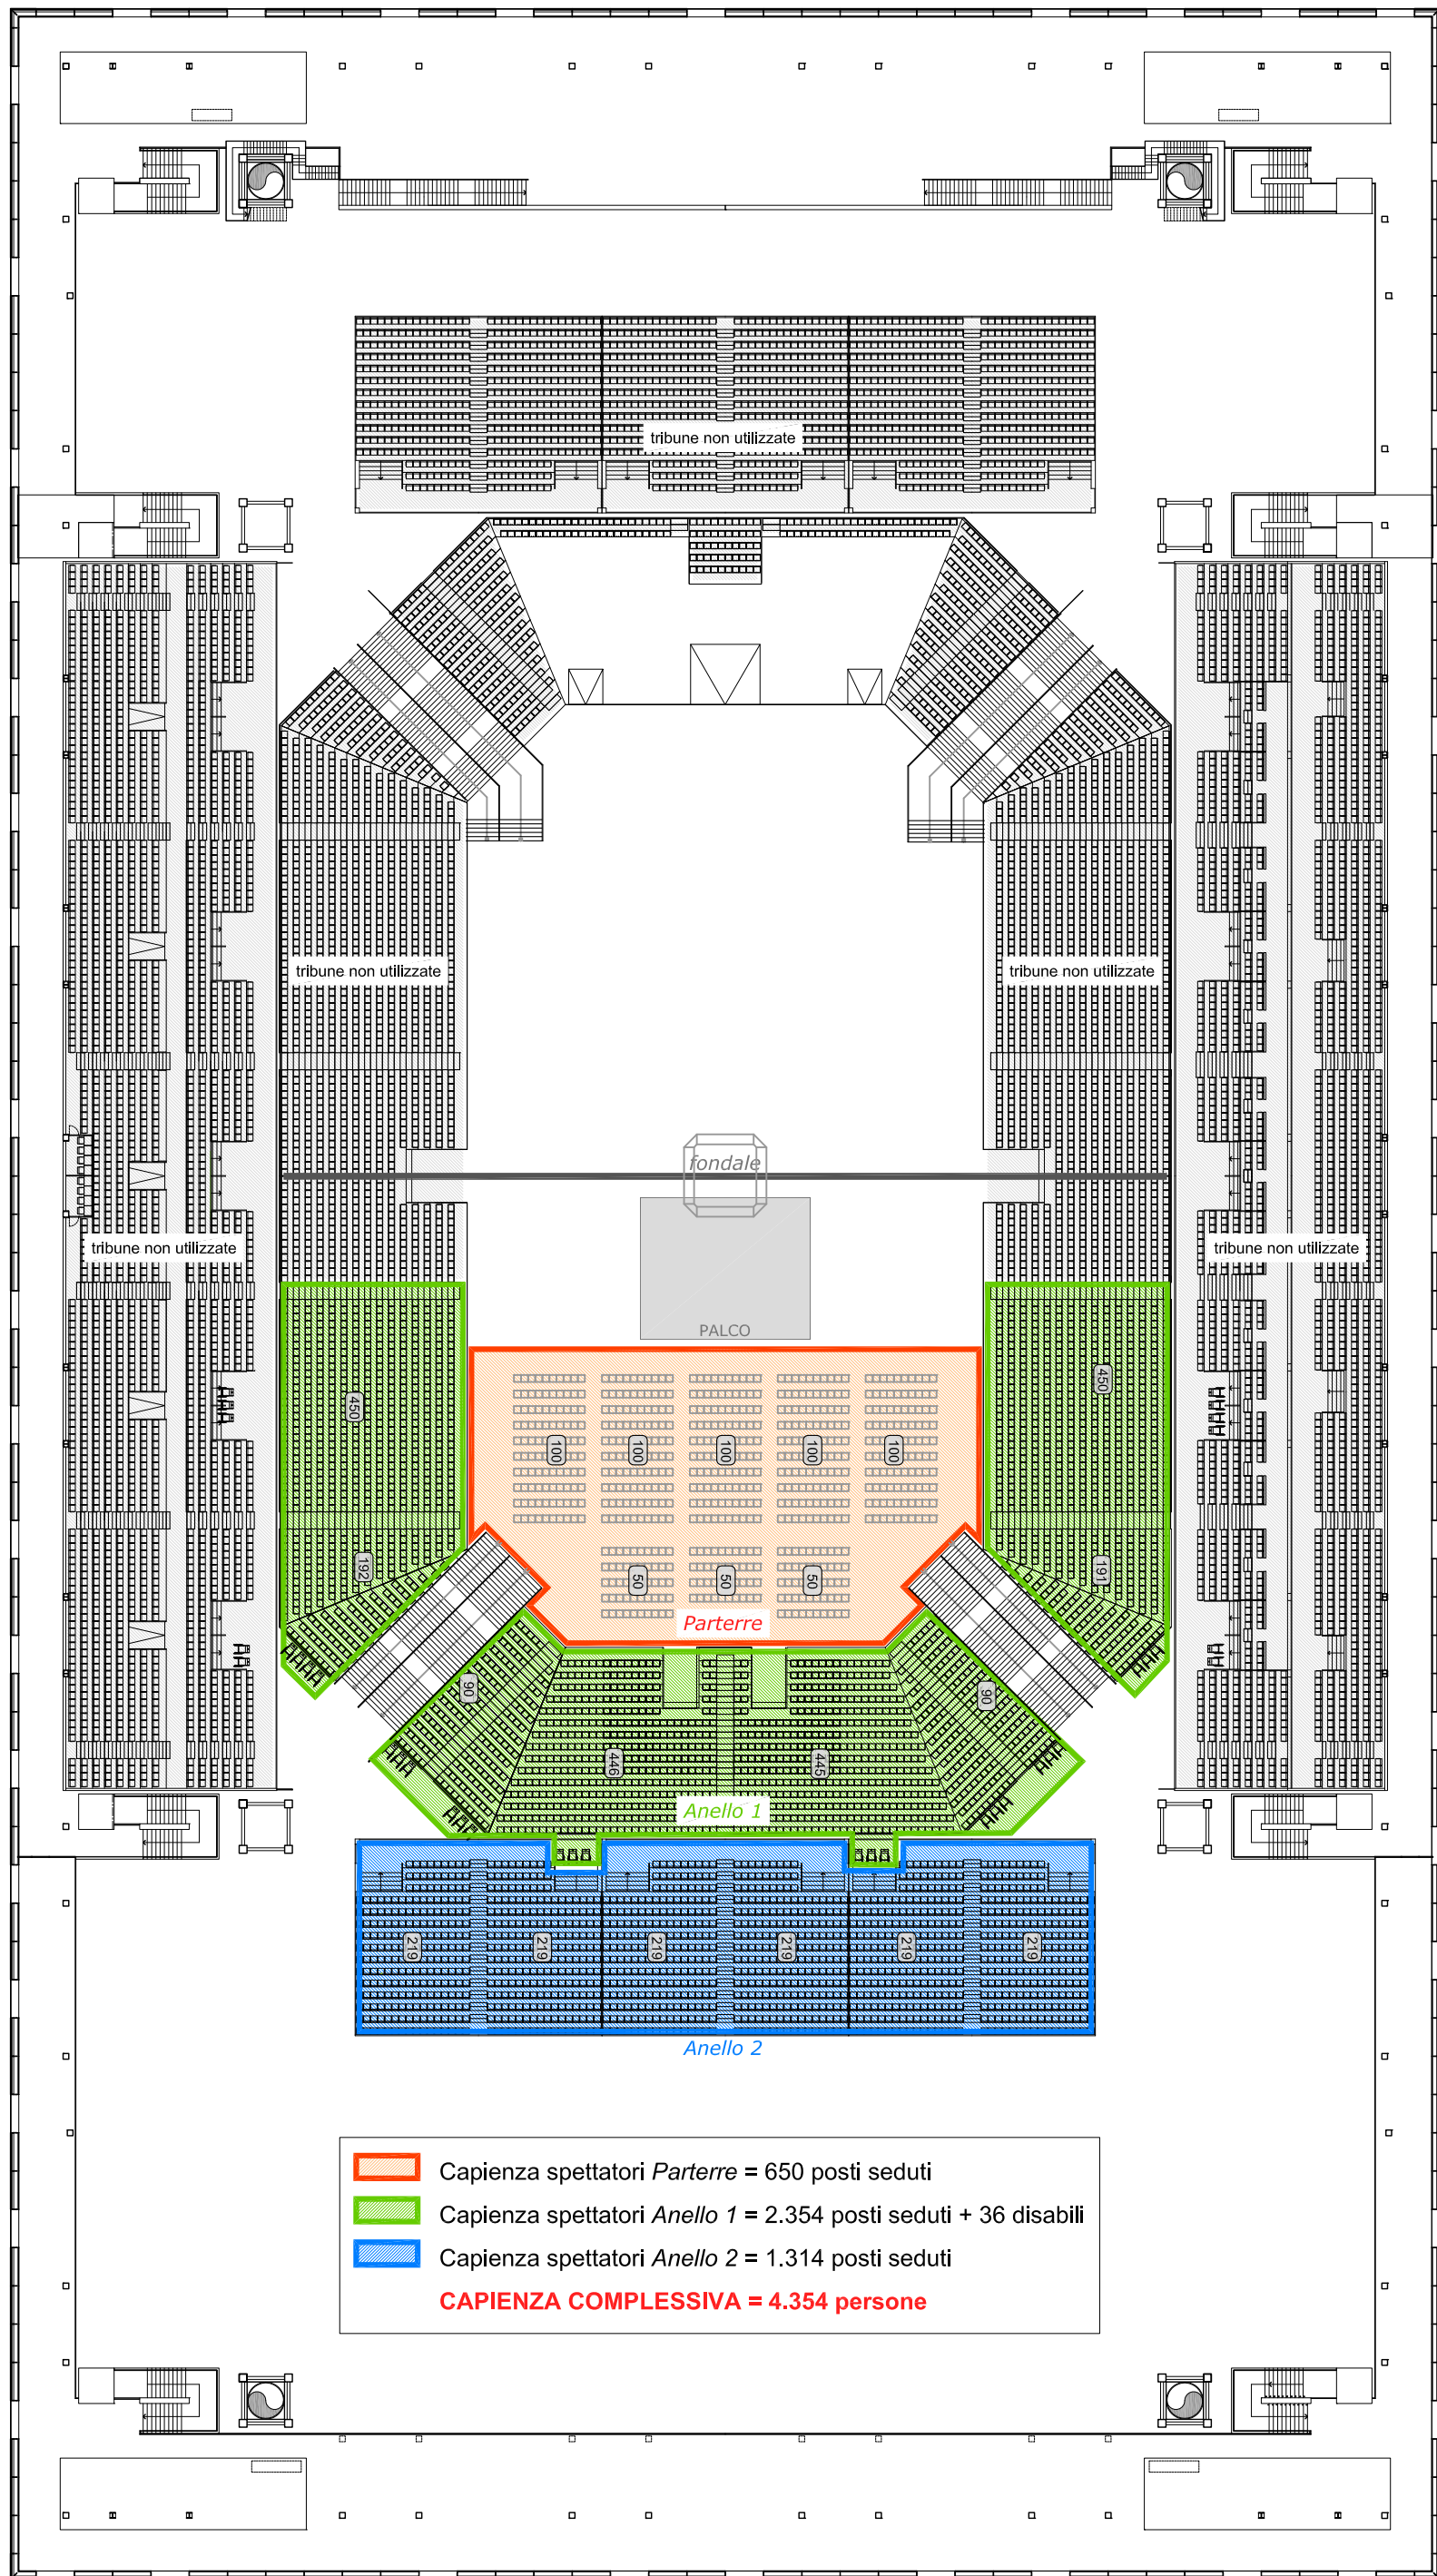 tribune non utilizzate
tribune non utilizzate
tribune non utilizzate
fondale
tribune non utilizzate
tribune non utilizzate
PALCO
450
450
100
100
100
100
100
192
191
50
50
50
Parterre
90
90
446
445
Anello 1
219
219
219
219
219
219
Anello 2
Capienza spettatori Parterre = 650 posti seduti
Capienza spettatori Anello 1 = 2.354 posti seduti + 36 disabili
Capienza spettatori Anello 2 = 1.314 posti seduti
CAPIENZA COMPLESSIVA = 4.354 persone